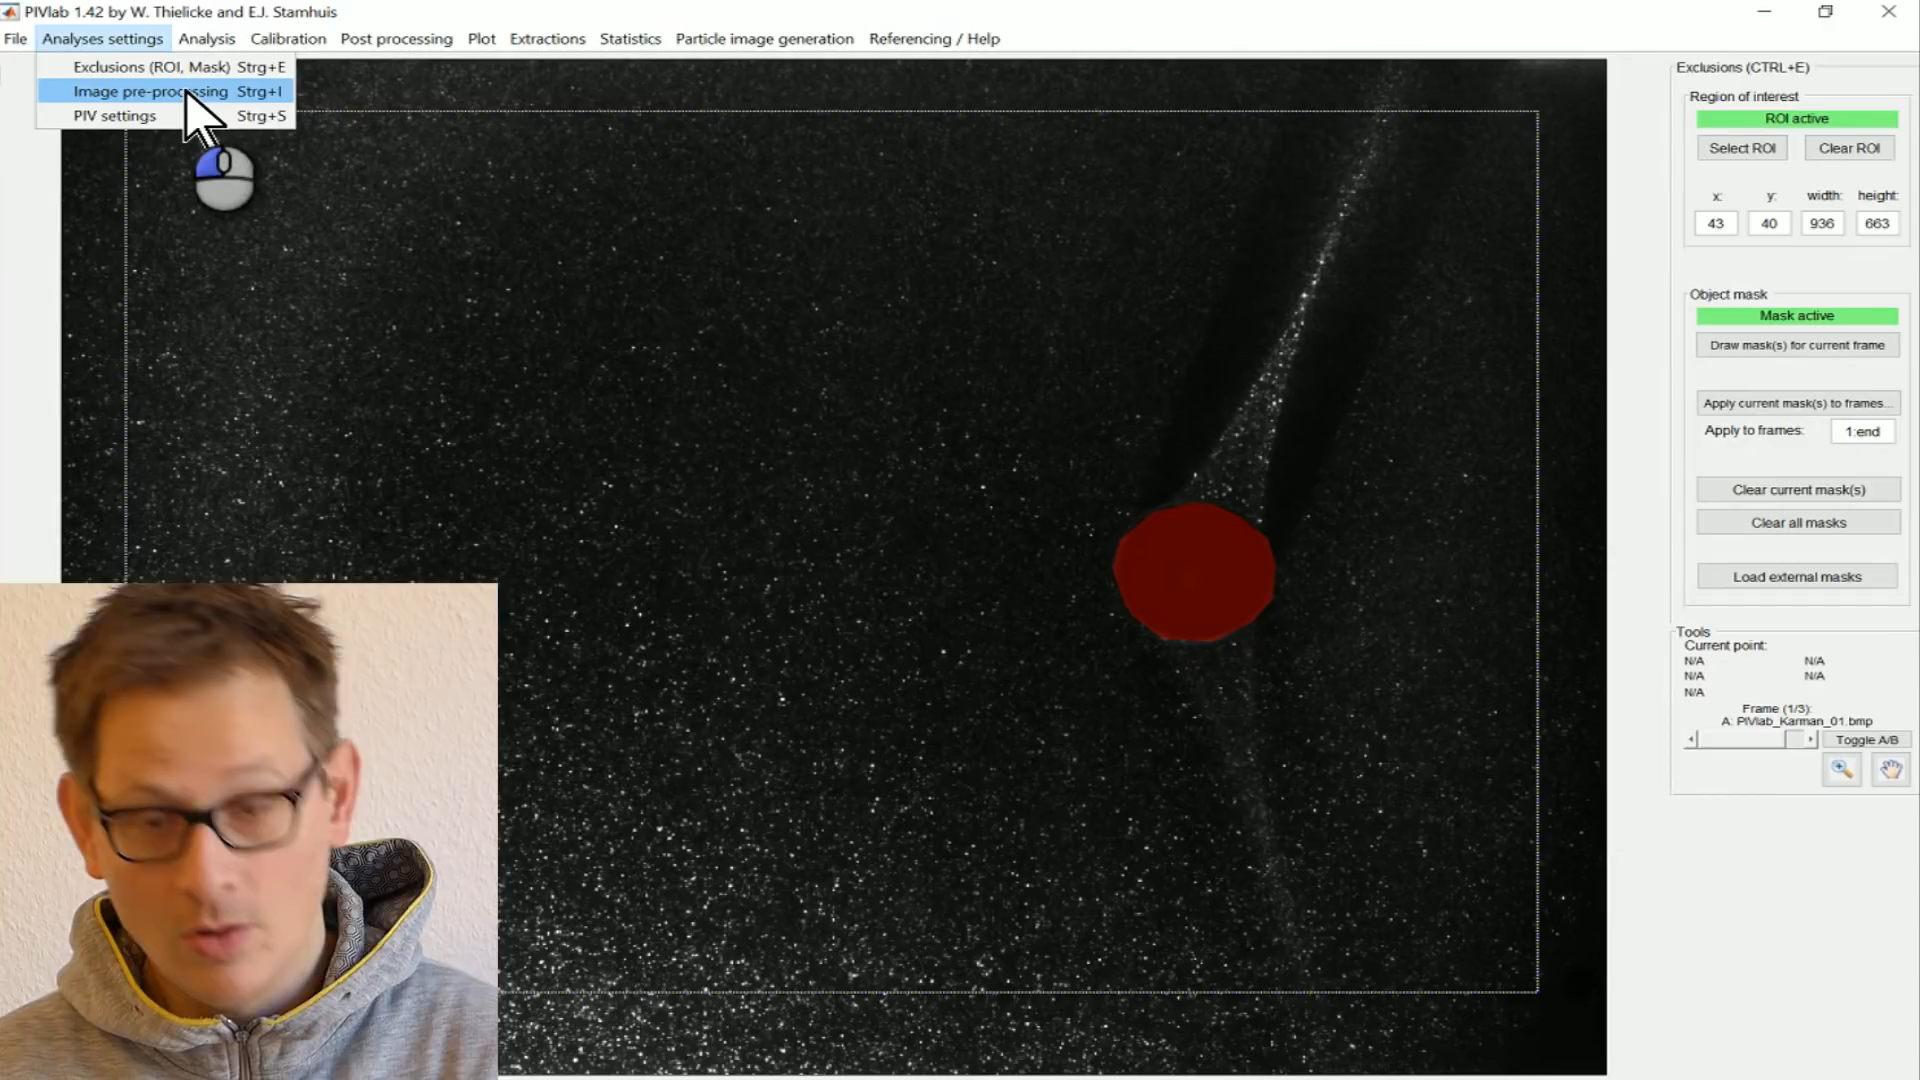 PIVlab 1.42 by W. Thielicke and E.J. Stamhuis
File Analyses settings Analysis Calibration Post processing Plot Extractions Statistics Particle image generation Referencing / Help
Exclusions (ROI, Mask) Strg+E
Image pre-processing Strg+I
PIV settings Strg+S
Exclusions (CTRL+E)
Region of interest
ROI active
Select ROI Clear ROI
x: y: width: height:
43 40 936 663
Object mask
Mask active
Draw mask(s) for current frame
Apply current mask(s) to frames...
Apply to frames: 1:end
Clear current mask(s)
Clear all masks
Load external masks
Tools
Current point:
N/A N/A
N/A N/A
N/A
Frame (1/3):
A: PIVlab_Karman_01.bmp
Toggle A/B